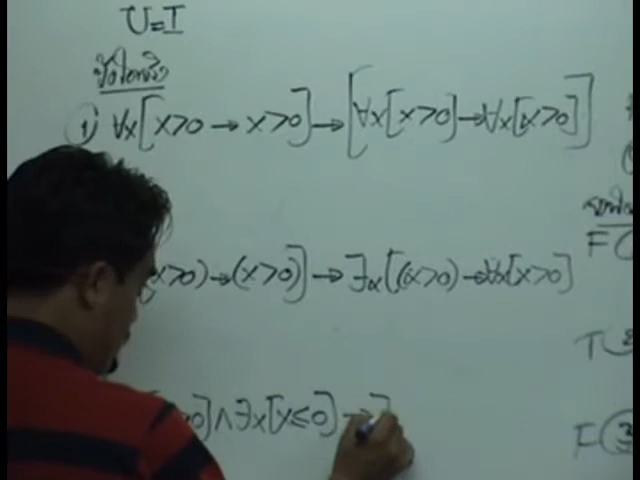 U=I
ข้อใดจริง
1) ∀x[x>0 → x>0] → [∀x[x>0] → ∀x[x>0]]
x>0) → (x>0)] → ∃x[(x>0) → ∀x[x>0]
0] ∧ ∃x[x≤0] → ∃
F
T 2
F 3